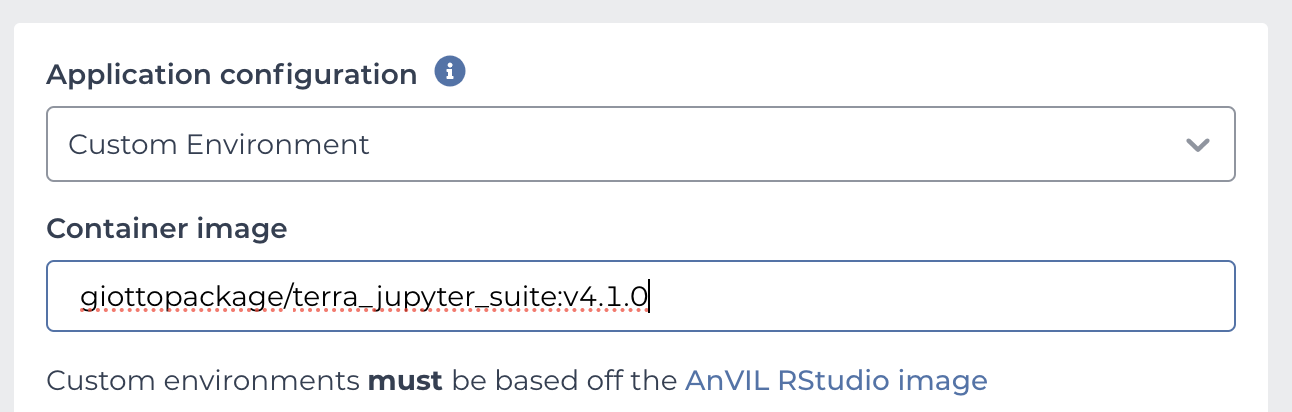 Application configuration
Custom Environment
Container image
giottopackage/terra_jupyter_suite:v4.1.0
Custom environments must be based off the AnVIL RStudio image